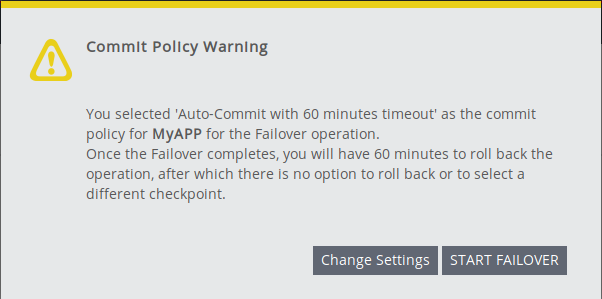 Commit Policy Warning
You selected 'Auto-Commit with 60 minutes timeout' as the commit
policy for MyAPP for the Failover operation.
Once the Failover completes, you will have 60 minutes to roll back the
operation, after which there is no option to roll back or to select a
different checkpoint.
Change Settings START FAILOVER